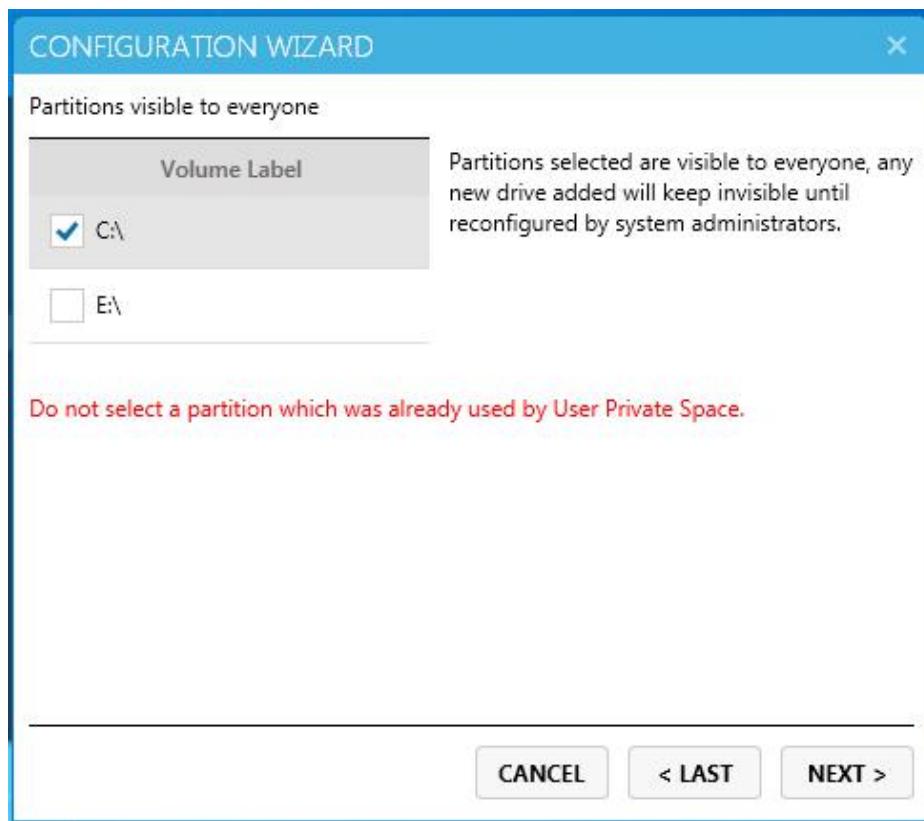 CONFIGURATION WIZARD
Partitions visible to everyone
Volume Label
C:\
E:\
Partitions selected are visible to everyone, any
new drive added will keep invisible until
reconfigured by system administrators.
Do not select a partition which was already used by User Private Space.
CANCEL
< LAST
NEXT >